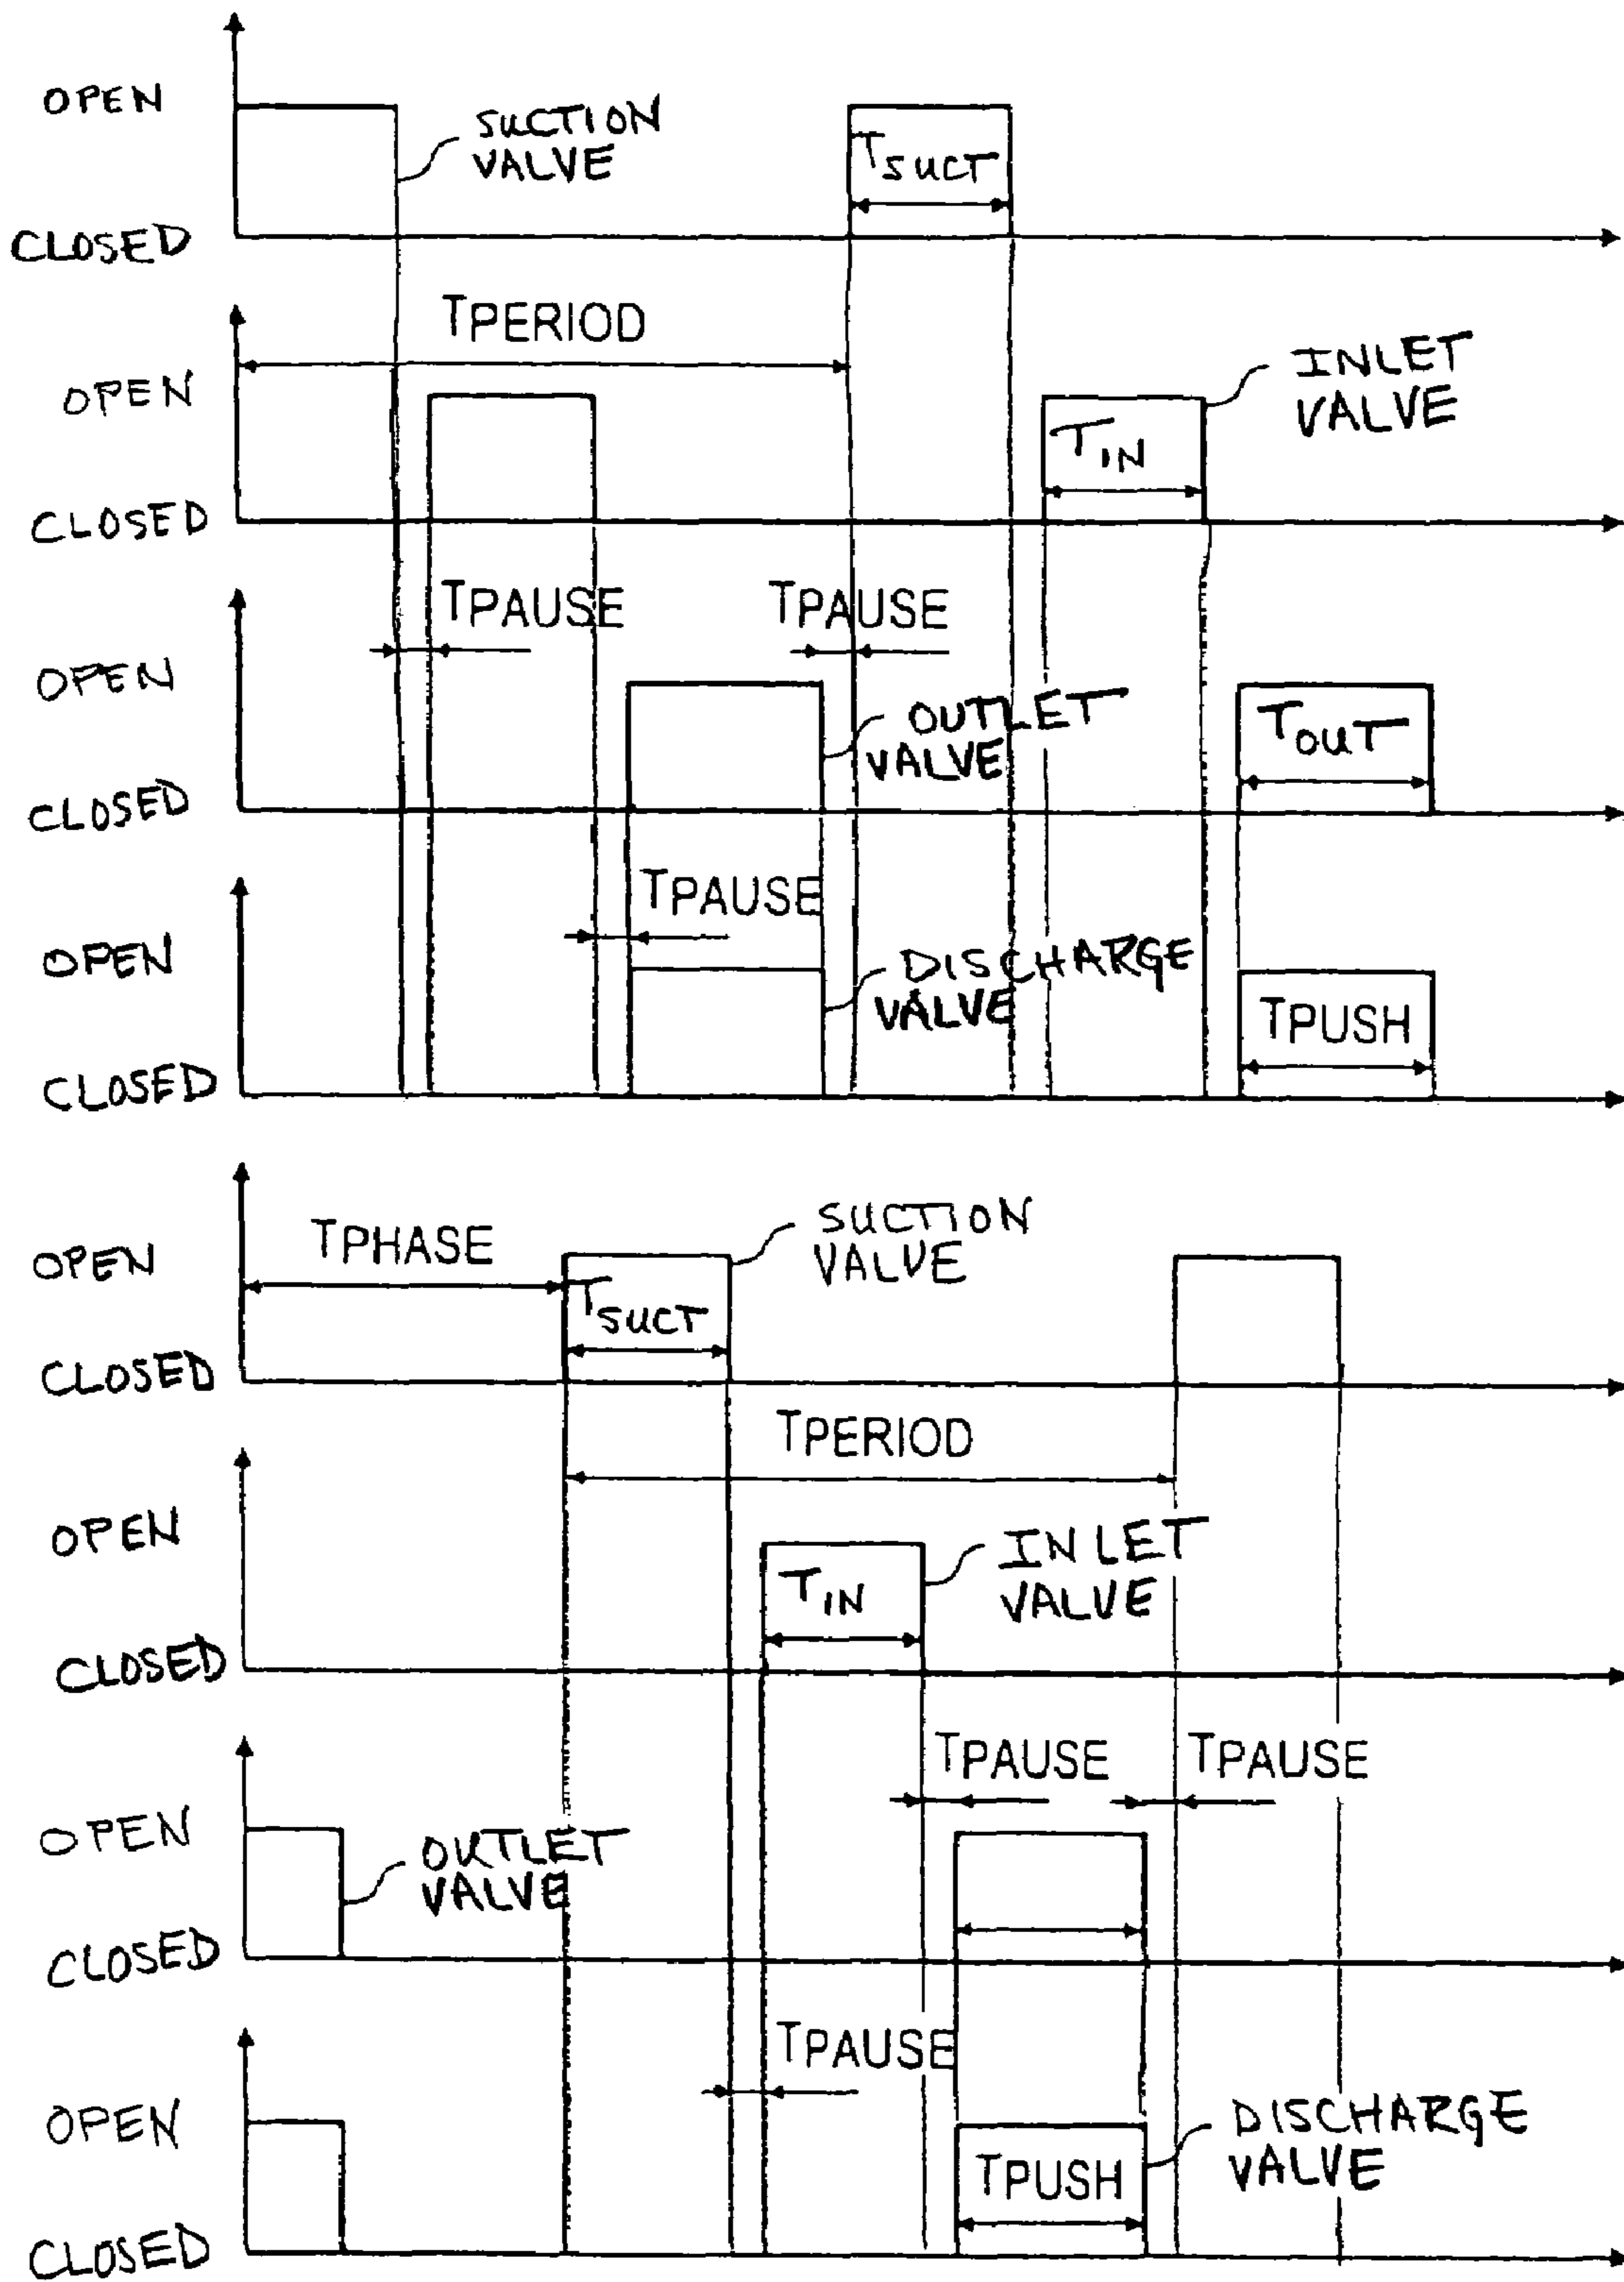 OPEN
SUCTION
VALVE
TSUCT
CLOSED
TPERIOD
OPEN
INLET
VALVE
TIN
CLOSED
TPAUSE
TPAUSE
OPEN
OUTLET
VALVE
TOUT
CLOSED
TPAUSE
OPEN
DISCHARGE
VALVE
TPUSH
CLOSED
TPHASE
SUCTION
VALVE
OPEN
TSUCT
CLOSED
TPERIOD
OPEN
INLET
VALVE
TIN
CLOSED
TPAUSE
TPAUSE
OPEN
OUTLET
VALVE
CLOSED
TPAUSE
OPEN
DISCHARGE
VALVE
TPUSH
CLOSED